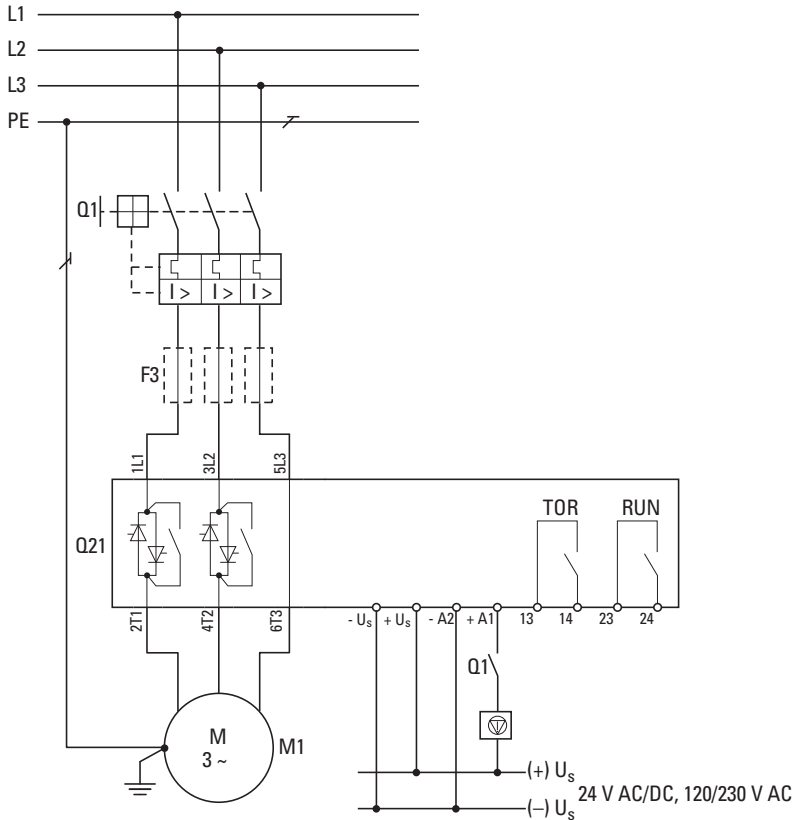 L1
L2
L3
PE
Q1
I > I > I >
F3
1L1 3L2 5L3
TOR RUN
Q21
2T1 4T2 6T3
- Us + Us - A2 + A1 13 14 23 24
Q1
M
3 ~
M1
(+) Us
24 V AC/DC, 120/230 V AC
(–) Us